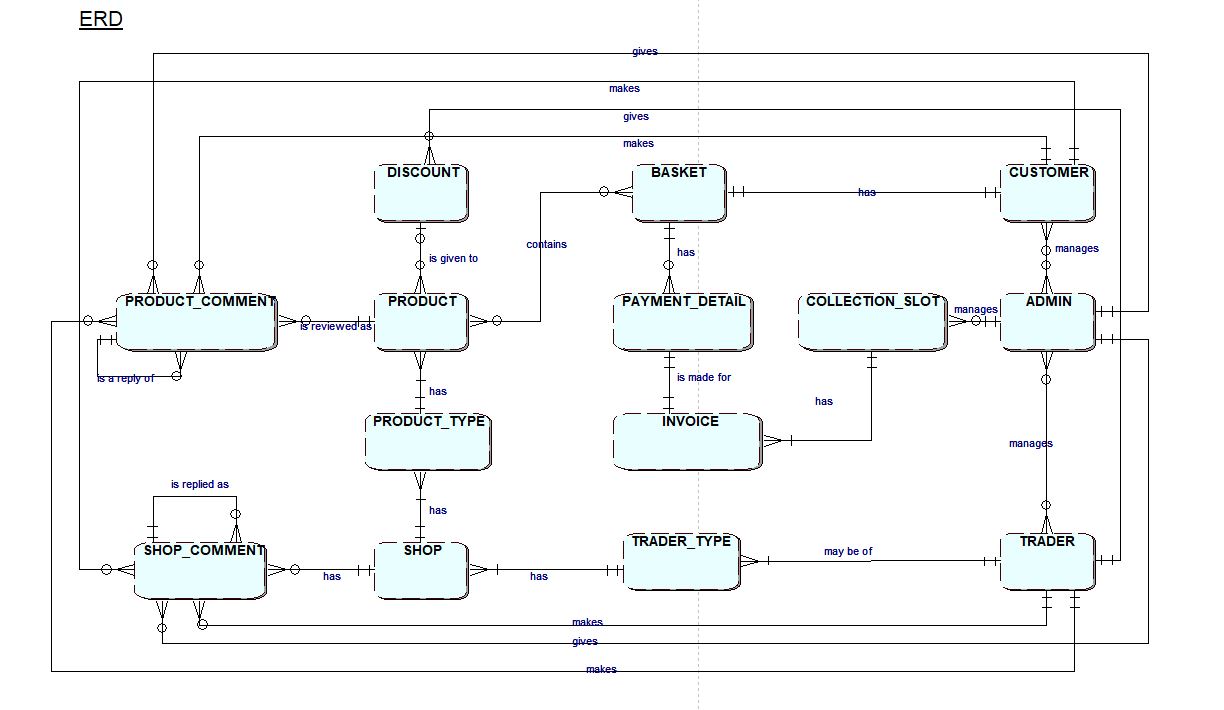 ERD
gives
makes
gives
makes
DISCOUNT
BASKET
CUSTOMER
has
contains
manages
has
is given to
PRODUCT_COMMENT
PRODUCT
PAYMENT_DETAIL
COLLECTION_SLOT
ADMIN
manages
is reviewed as
is a reply of
is made for
has
has
PRODUCT_TYPE
INVOICE
manages
is replied as
has
SHOP_COMMENT
SHOP
TRADER_TYPE
TRADER
may be of
has
has
makes
gives
makes